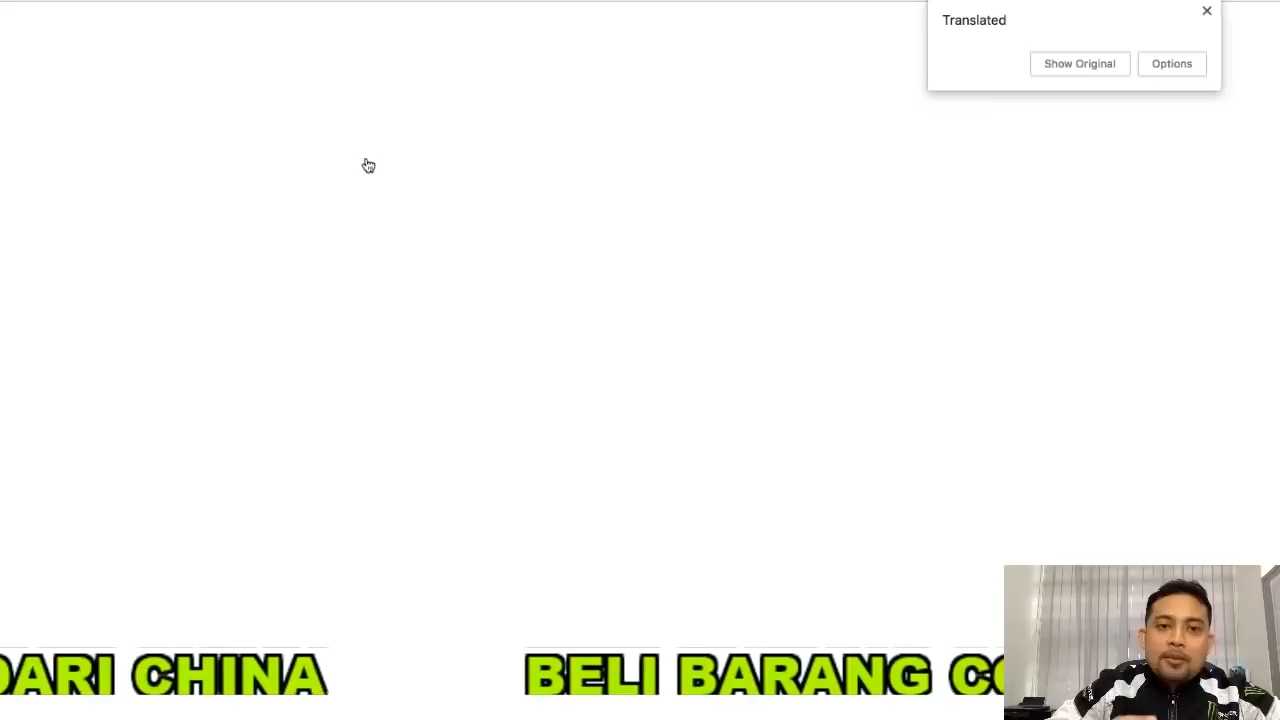 Translated
Show Original
Options
DARI CHINA
BELI BARANG